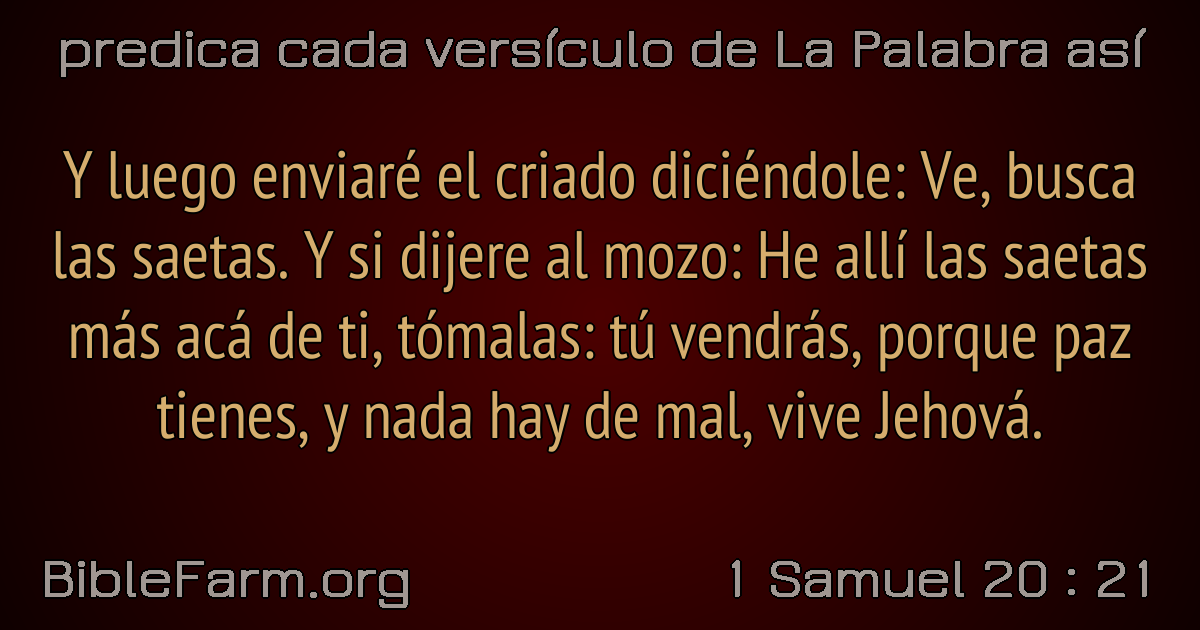 predica cada versículo de La Palabra así
Y luego enviaré el criado diciéndole: Ve, busca
las saetas. Y si dijere al mozo: He allí las saetas
más acá de ti, tómalas: tú vendrás, porque paz
tienes, y nada hay de mal, vive Jehová.
BibleFarm.org
1 Samuel 20 : 21